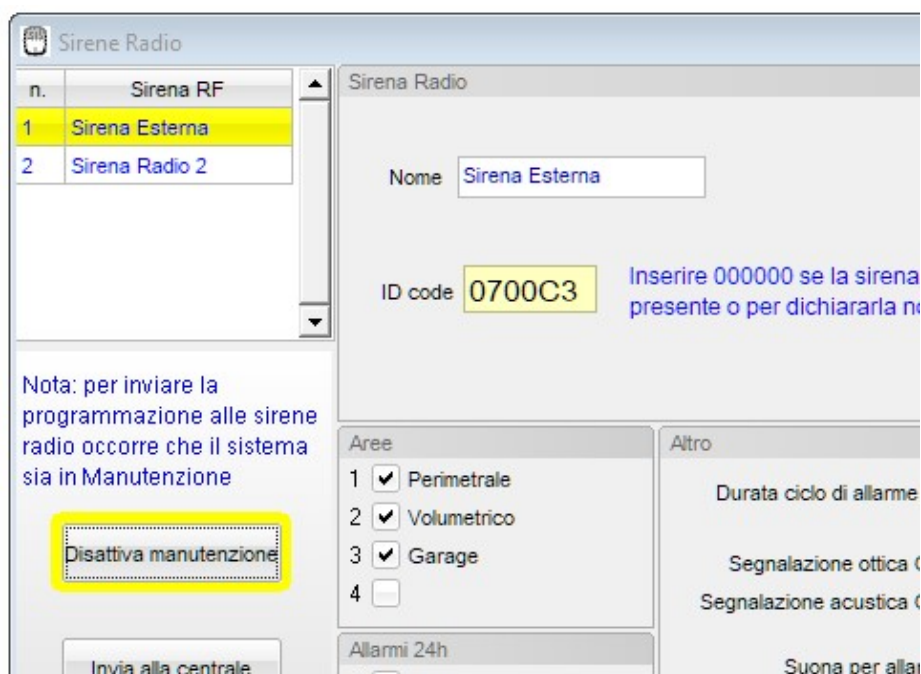 Sirene Radio
n. Sirena RF
1 Sirena Esterna
2 Sirena Radio 2
Sirena Radio
Nome Sirena Esterna
ID code 0700C3
Inserire 000000 se la sirena
presente o per dichiararla
Nota: per inviare la
programmazione alle sirene
radio occorre che il sistema
sia in Manutenzione
Disattiva manutenzione
Invia alla centrale
Aree
1 Perimetrale
2 Volumetrico
3 Garage
4
Allarmi 24h
Altro
Durata ciclo di allarme
Segnalazione ottica
Segnalazione acustica
Suona per